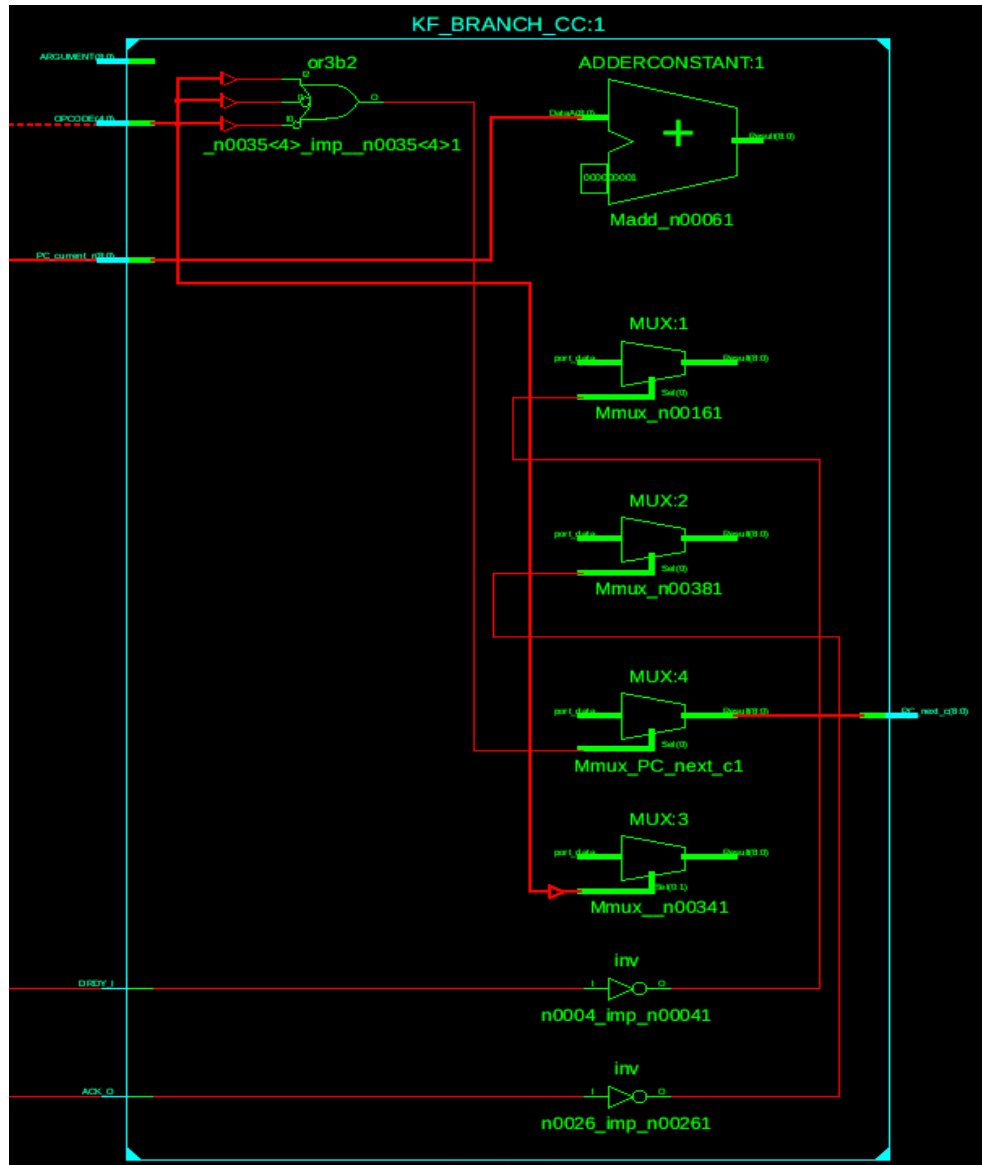 KF_BRANCH_CC:1
ARGUMENT(8:0)
or3b2
ADDERCONSTANT:1
I2
I1
I0
O
DataA(8:0)
OPCODE(4:0)
Result(8:0)
_n0035<4>_imp__n0035<4>1
000000001
Madd_n00061
PC_current_r(8:0)
MUX:1
port_data
Result(8:0)
Sel(0)
Mmux_n00161
MUX:2
port_data
Result(8:0)
Sel(0)
Mmux_n00381
MUX:4
port_data
Result(8:0)
PC_next_c(8:0)
Sel(0)
Mmux_PC_next_c1
MUX:3
port_data
Result(8:0)
Sel(0:1)
Mmux__n00341
inv
DRDY_I
I
O
n0004_imp_n00041
inv
ACK_O
I
O
n0026_imp_n00261